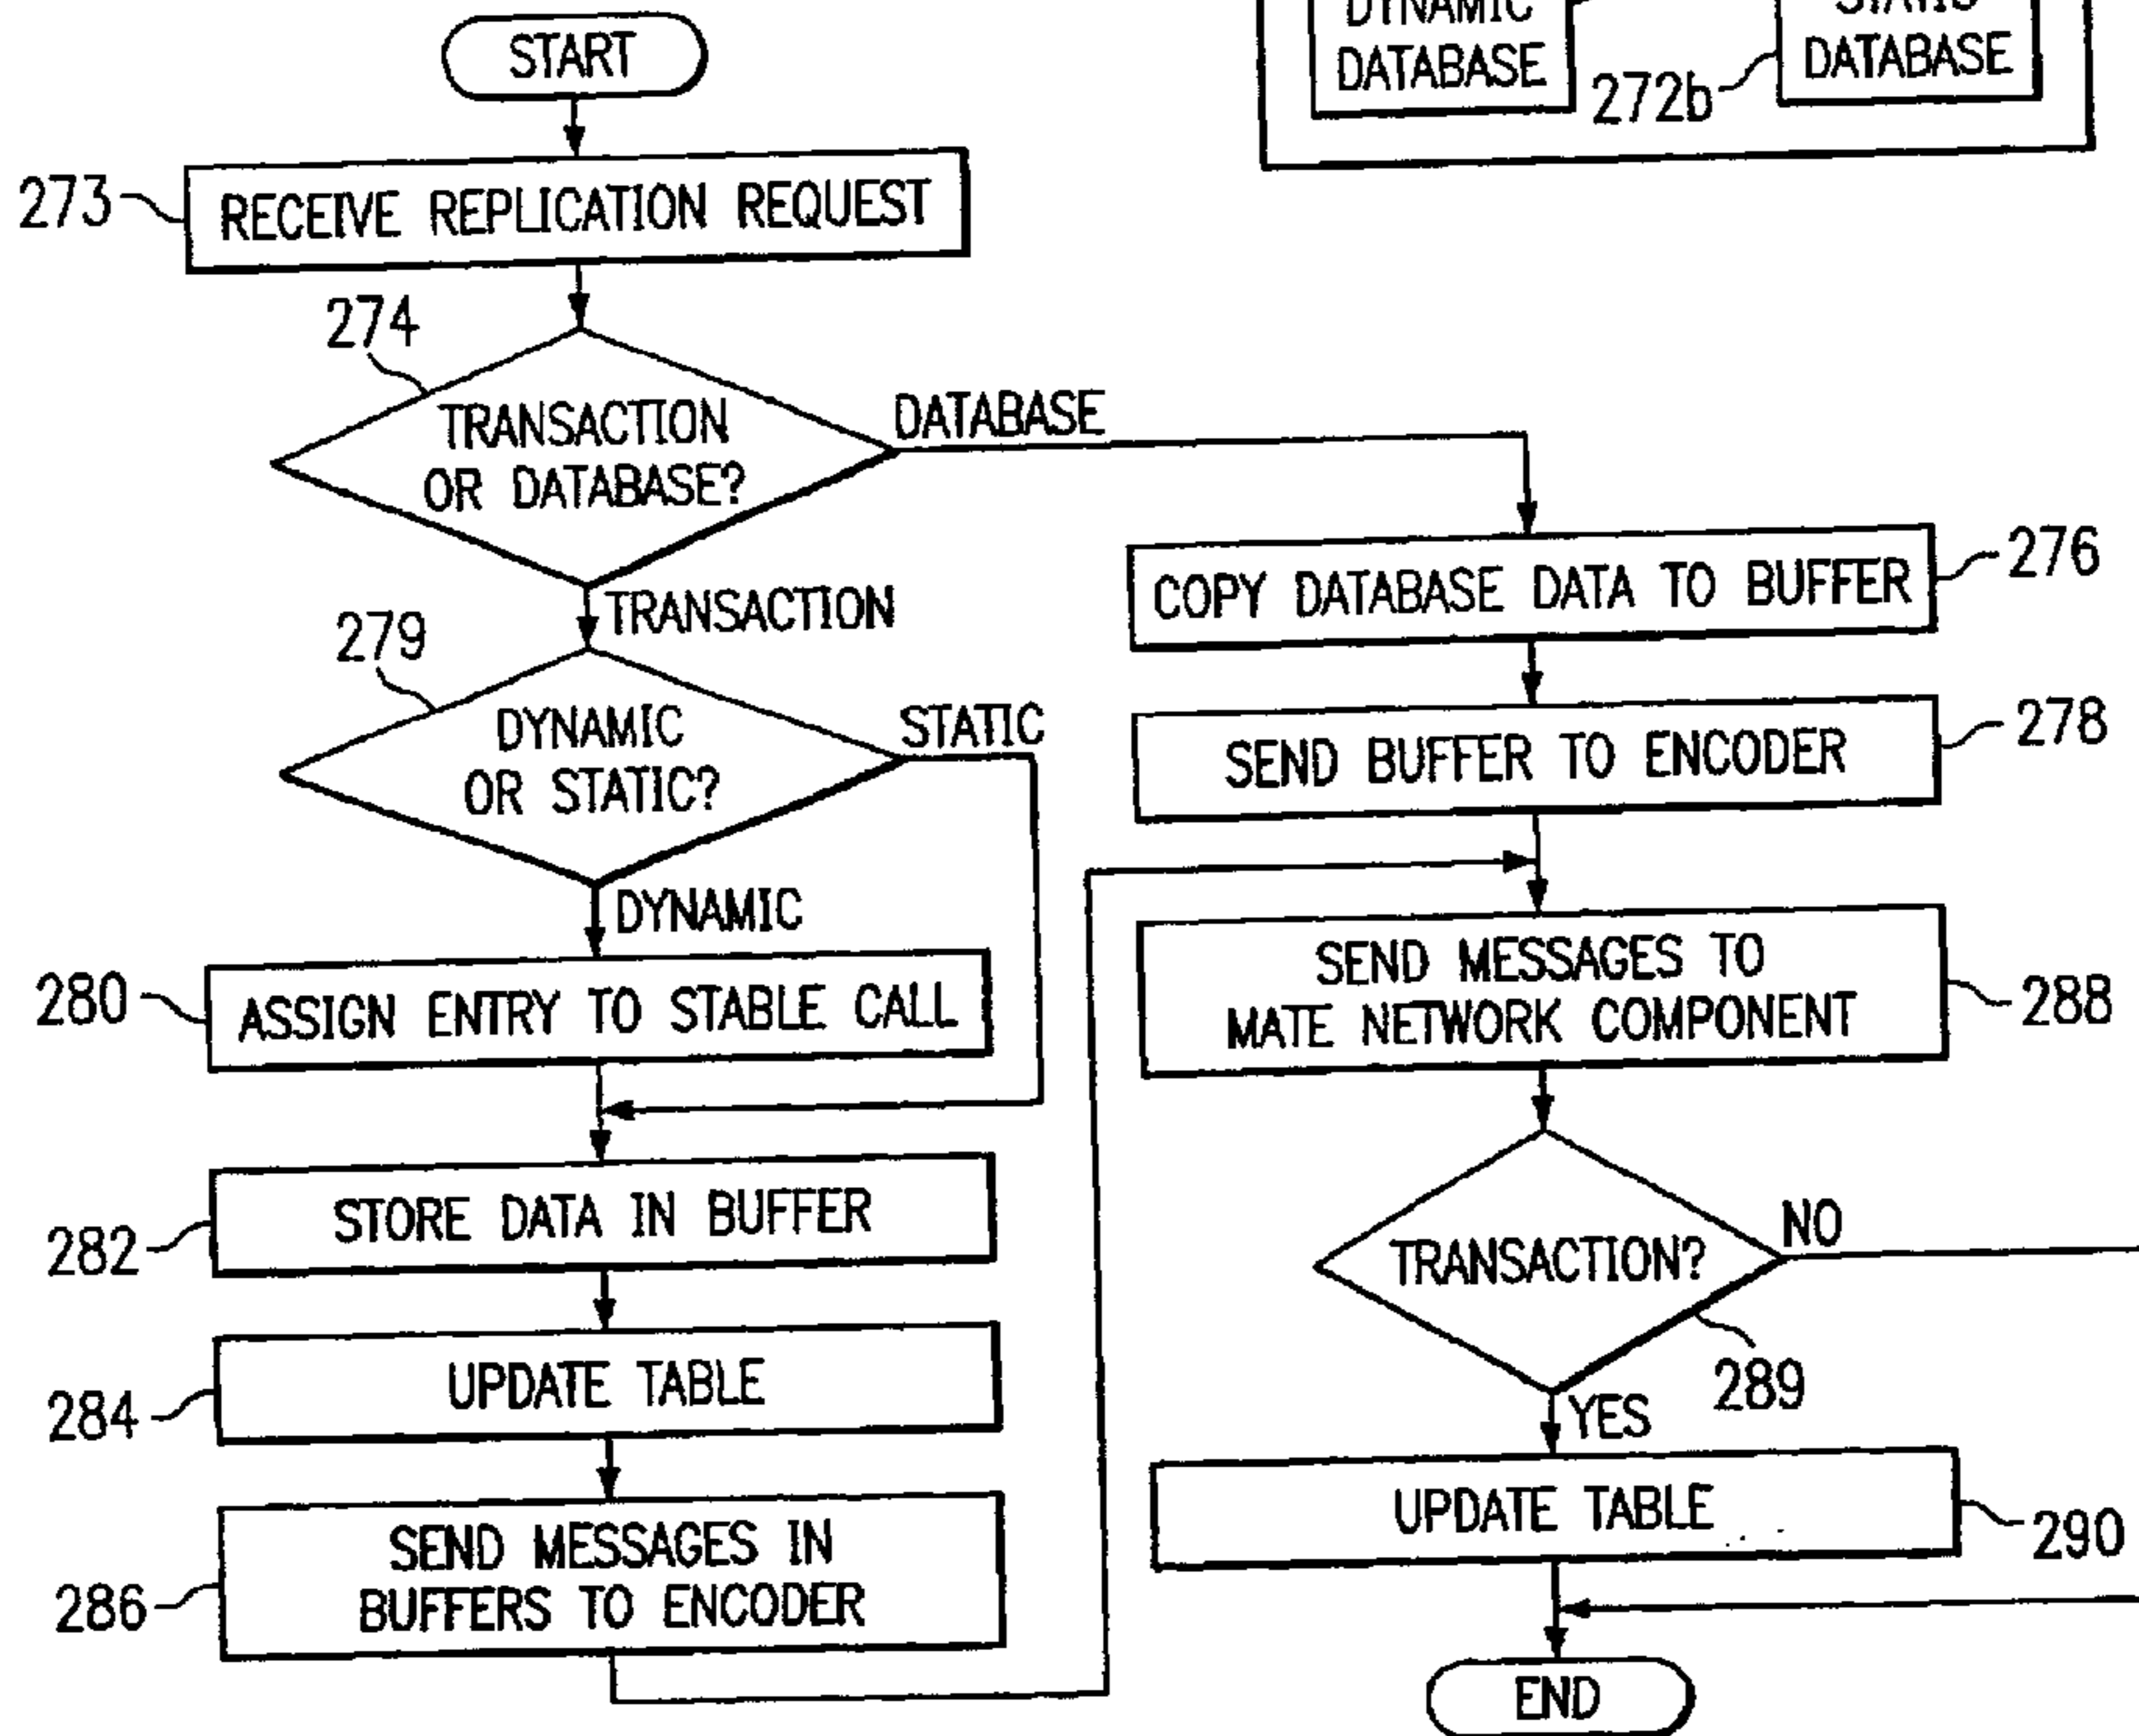 DYNAMIC
DATABASE
272b
STATIC
DATABASE
START
273
RECEIVE REPLICATION REQUEST
274
TRANSACTION
OR DATABASE?
DATABASE
TRANSACTION
279
DYNAMIC
OR STATIC?
STATIC
DYNAMIC
280
ASSIGN ENTRY TO STABLE CALL
282
STORE DATA IN BUFFER
284
UPDATE TABLE
286
SEND MESSAGES IN
BUFFERS TO ENCODER
COPY DATABASE DATA TO BUFFER
276
SEND BUFFER TO ENCODER
278
SEND MESSAGES TO
MATE NETWORK COMPONENT
288
TRANSACTION?
NO
289
YES
UPDATE TABLE
290
END